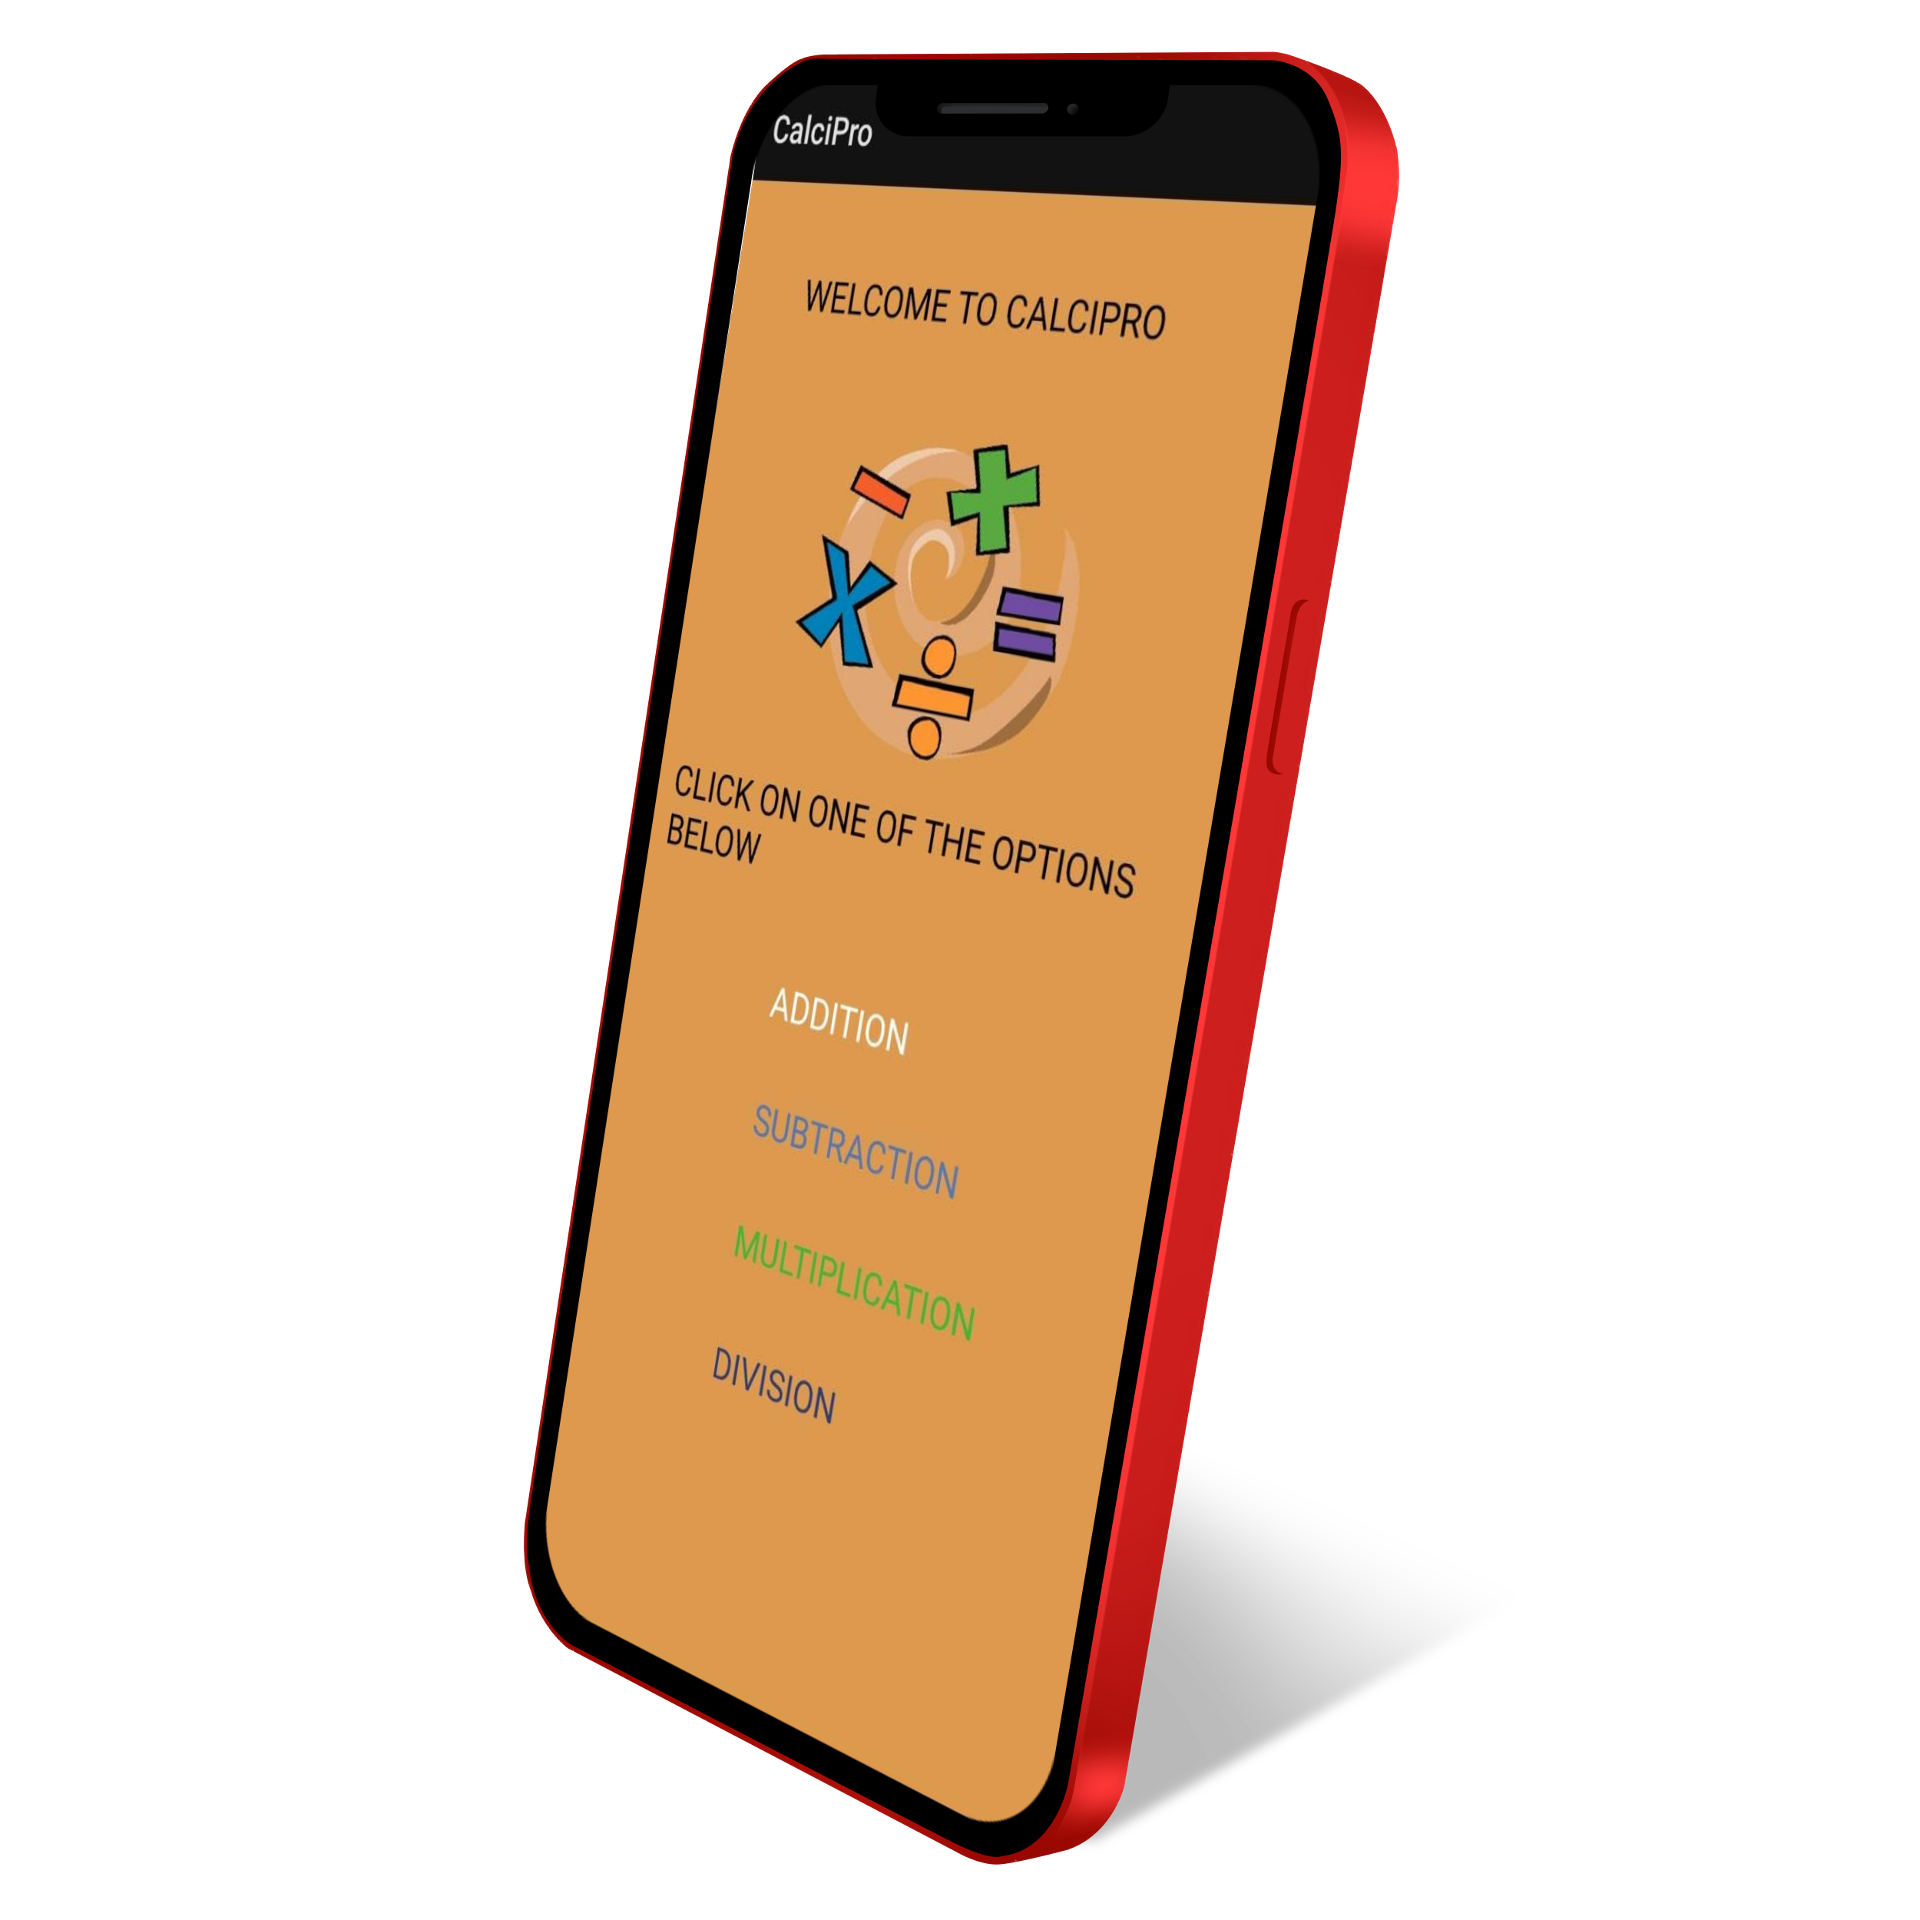 CalciPro
WELCOME TO CALCIPRO
CLICK ON ONE OF THE OPTIONS
BELOW
ADDITION
SUBTRACTION
MULTIPLICATION
DIVISION